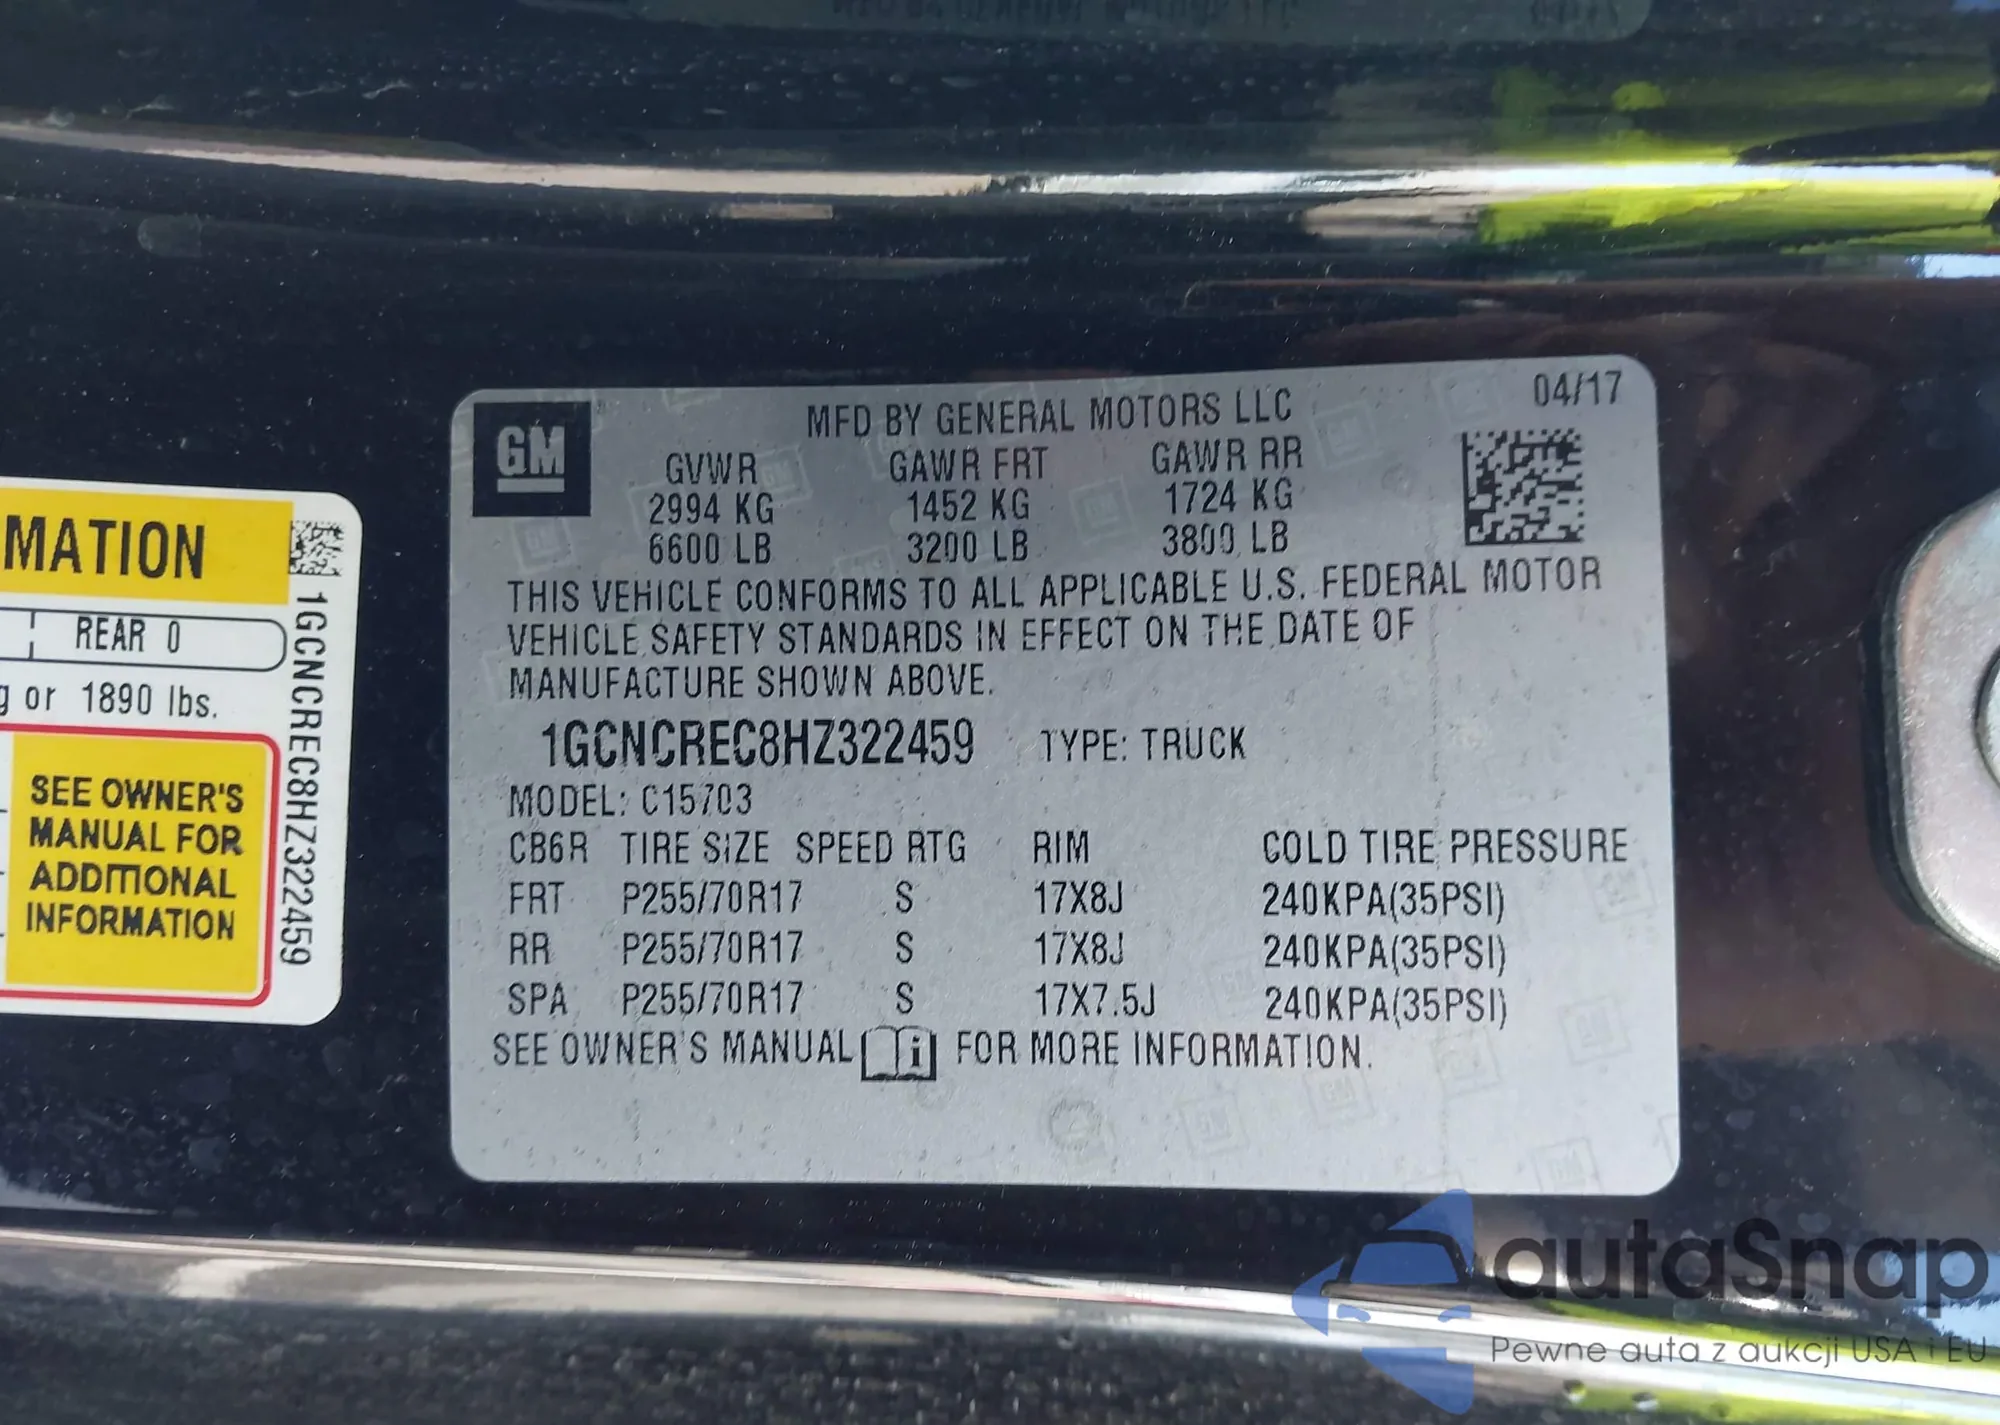 MATION
REAR 0
g or 1890 lbs.
SEE OWNER'S
MANUAL FOR
ADDITIONAL
INFORMATION
1GCNCREC8HZ322459
GM
MFD BY GENERAL MOTORS LLC 04/17
GVWR GAWR FRT GAWR RR
2994 KG 1452 KG 1724 KG
6600 LB 3200 LB 3800 LB
THIS VEHICLE CONFORMS TO ALL APPLICABLE U.S. FEDERAL MOTOR
VEHICLE SAFETY STANDARDS IN EFFECT ON THE DATE OF
MANUFACTURE SHOWN ABOVE.
1GCNCREC8HZ322459 TYPE: TRUCK
MODEL: C15703
CB6R TIRE SIZE SPEED RTG RIM COLD TIRE PRESSURE
FRT P255/70R17 S 17X8J 240KPA(35PSI)
RR P255/70R17 S 17X8J 240KPA(35PSI)
SPA P255/70R17 S 17X7.5J 240KPA(35PSI)
SEE OWNER'S MANUAL i FOR MORE INFORMATION.
autaSnap
Pewne auta z aukcji USA i EU